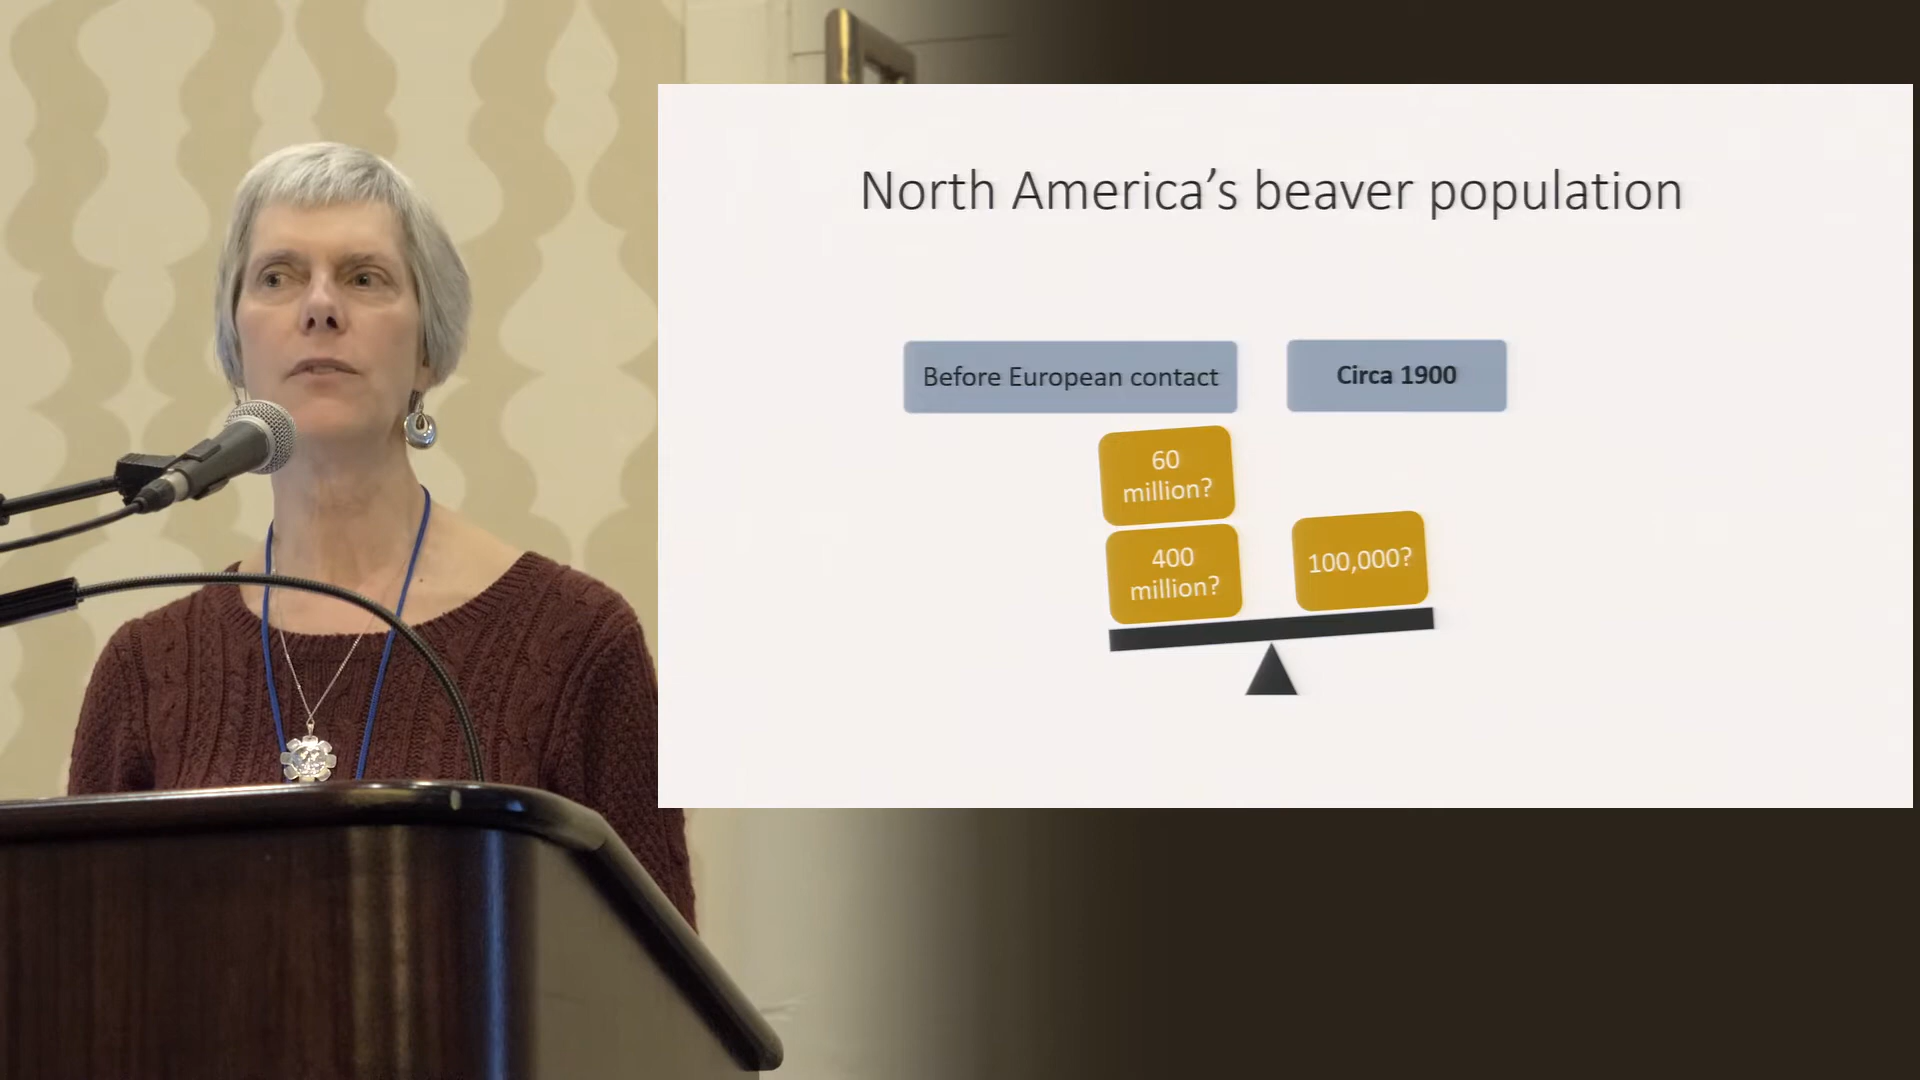 North America’s beaver population
Before European contact
Circa 1900
60
million?
400
million?
100,000?